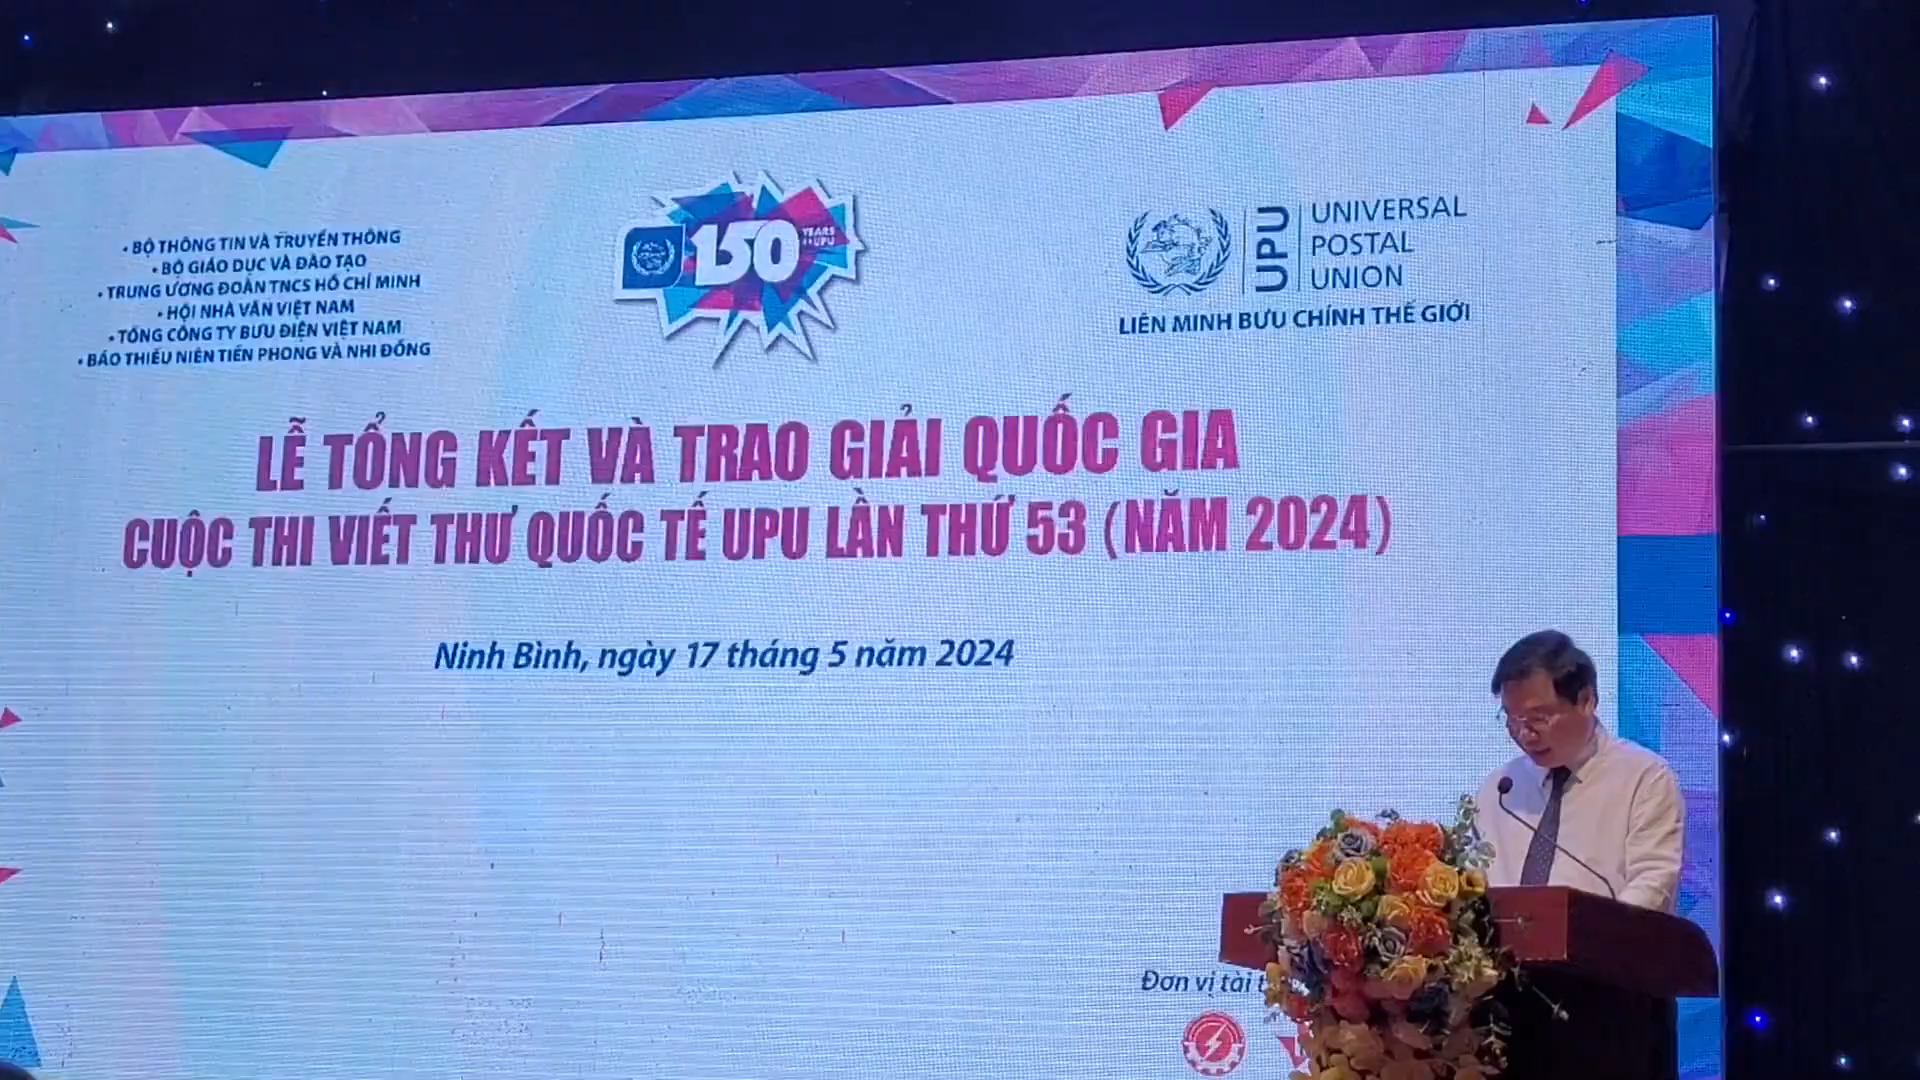 • BỘ THÔNG TIN VÀ TRUYỀN THÔNG
• BỘ GIÁO DỤC VÀ ĐÀO TẠO
• TRUNG ƯƠNG ĐOÀN TNCS HỒ CHÍ MINH
• HỘI NHÀ VĂN VIỆT NAM
• TỔNG CÔNG TY BƯU ĐIỆN VIỆT NAM
• BÁO THIẾU NIÊN TIỀN PHONG VÀ NHI ĐỒNG
150 YEARS
UPU
UPU
UNIVERSAL
POSTAL
UNION
LIÊN MINH BƯU CHÍNH THẾ GIỚI
LỄ TỔNG KẾT VÀ TRAO GIẢI QUỐC GIA
CUỘC THI VIẾT THƯ QUỐC TẾ UPU LẦN THỨ 53 (NĂM 2024)
Ninh Bình, ngày 17 tháng 5 năm 2024
Đơn vị tài